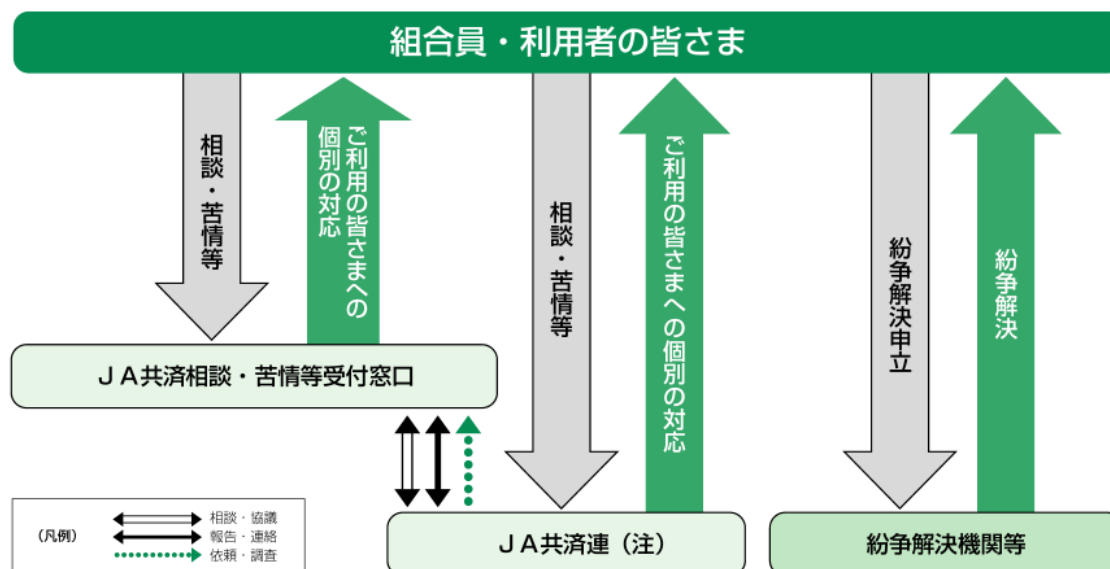 組合員・利用者の皆さま
相談・苦情等
ご利用の皆さまへの
個別の対応
相談・苦情等
ご利用の皆さまへの個別の対応
紛争解決申立
紛争解決
ＪＡ共済相談・苦情等受付窓口
(凡例)
相談・協議
報告・連絡
依頼・調査
ＪＡ共済連（注）
紛争解決機関等